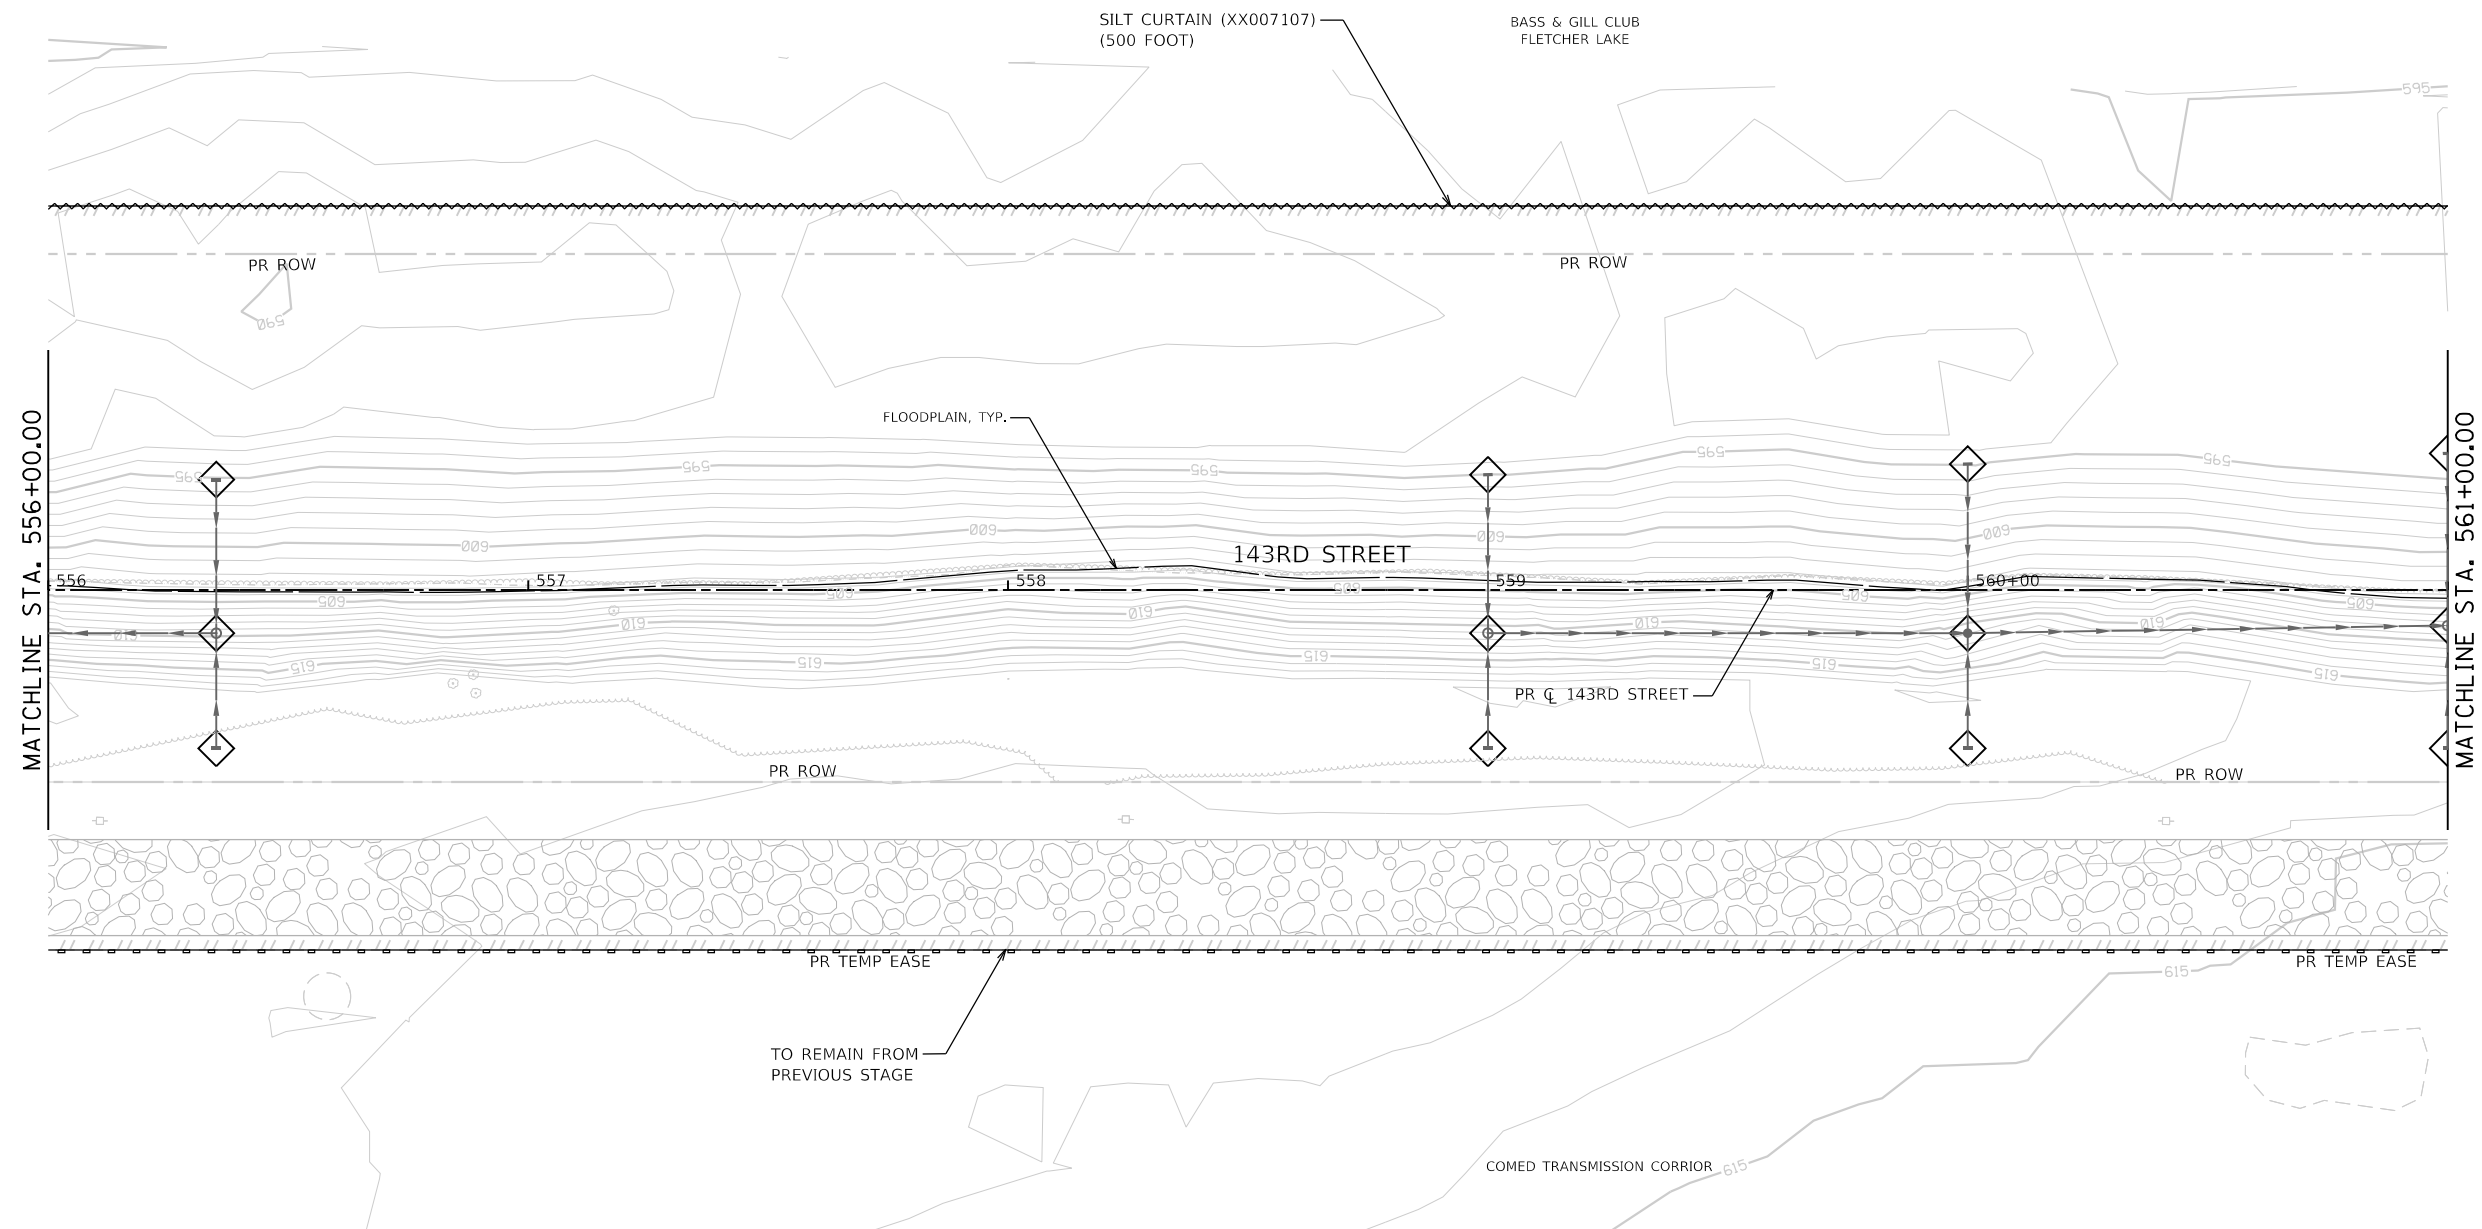 SILT CURTAIN (XX007107)
(500 FOOT)
BASS & GILL CLUB
FLETCHER LAKE
595
PR ROW
PR ROW
590
FLOODPLAIN, TYP.
MATCHLINE STA. 556+00.00
MATCHLINE STA. 561+00.00
595
595
595
595
595
600
600
600
600
143RD STREET
556
557
558
559
560+00
605
605
605
605
605
610
610
610
610
610
615
615
615
615
615
PR ℄ 143RD STREET
PR ROW
PR ROW
PR TEMP EASE
PR TEMP EASE
615
TO REMAIN FROM
PREVIOUS STAGE
COMED TRANSMISSION CORRIOR
615